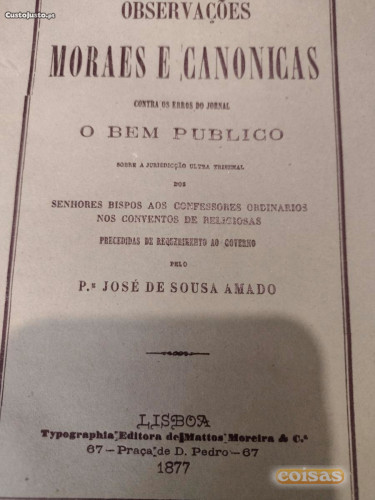 CustoJusto.pt
OBSERVAÇÕES
MORAES E CANONICAS
CONTRA OS ERROS DO JORNAL
O BEM PUBLICO
SOBRE A JURISDICÇÃO ULTRA TRIENNAL
DOS
SENHORES BISPOS AOS CONFESSORES ORDINARIOS
NOS CONVENTOS DE RELIGIOSAS
PRECEDIDAS DE REQUERIMENTO AO GOVERNO
PELO
P.e JOSÉ DE SOUSA AMADO
LISBOA
Typographia Editora de Mattos Moreira & C.ª
67 — Praça de D. Pedro — 67
1877
coisas